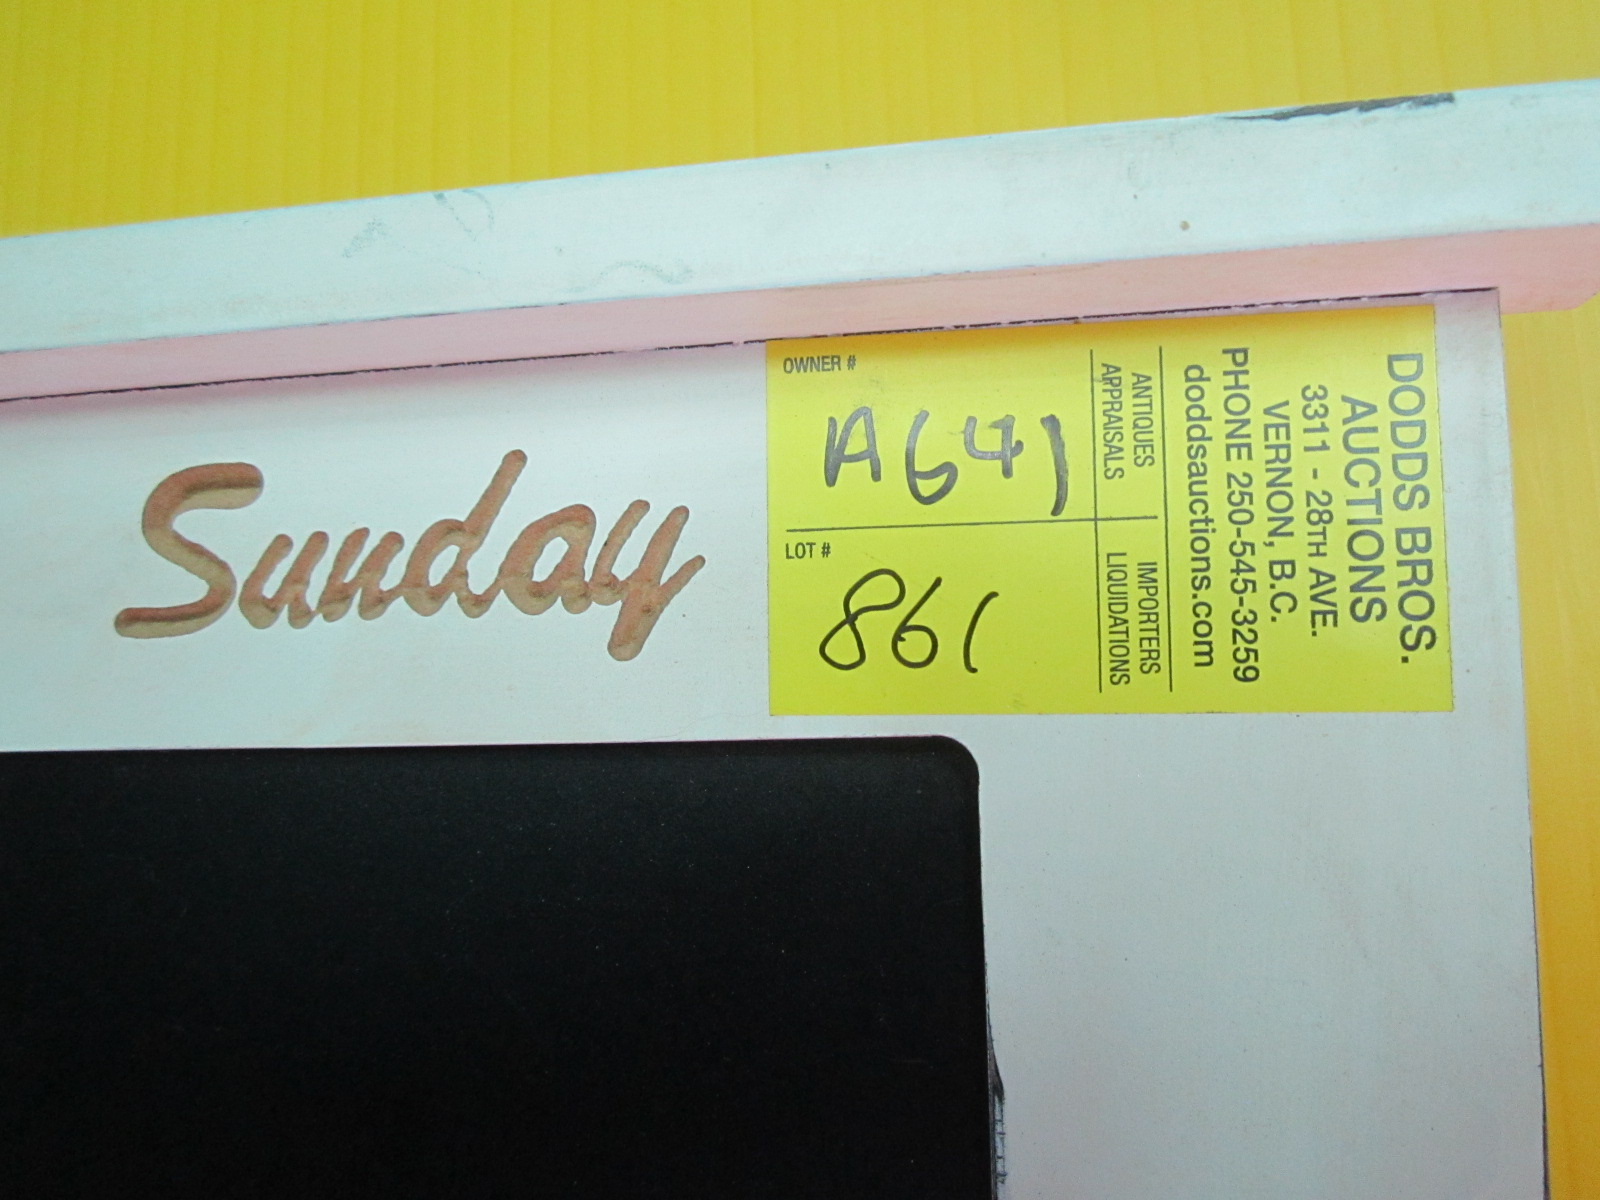 Sunday
OWNER #
A641
LOT #
861
DODDS BROS.
AUCTIONS
3311 - 28TH AVE.
VERNON, B.C.
PHONE 250-545-3259
doddsauctions.com
ANTIQUES IMPORTERS
APPRAISALS LIQUIDATIONS